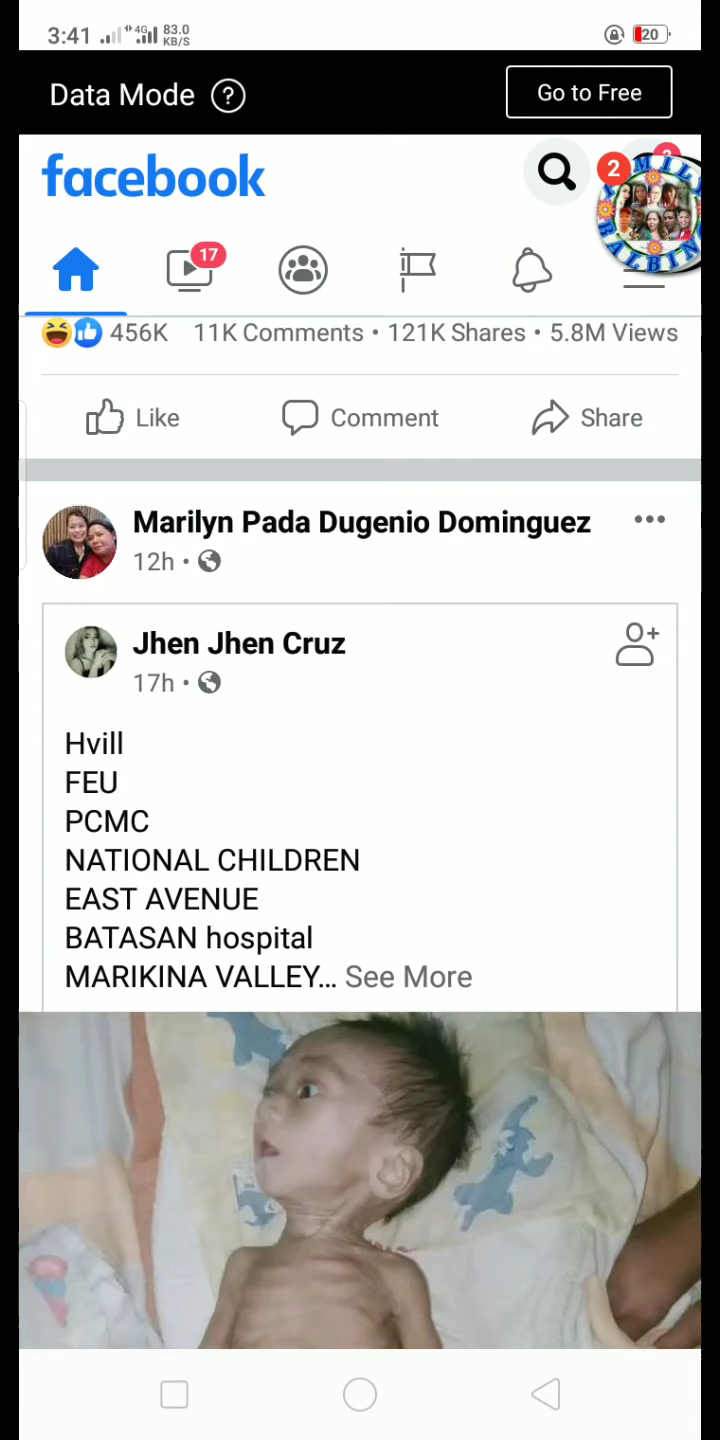 3:41 4G 83.0 KB/S 20
Data Mode ? Go to Free
facebook 2
FAMILY
BALBINO
17
456K 11K Comments • 121K Shares • 5.8M Views
Like Comment Share
Marilyn Pada Dugenio Dominguez
12h •
Jhen Jhen Cruz
17h •
Hvill
FEU
PCMC
NATIONAL CHILDREN
EAST AVENUE
BATASAN hospital
MARIKINA VALLEY... See More